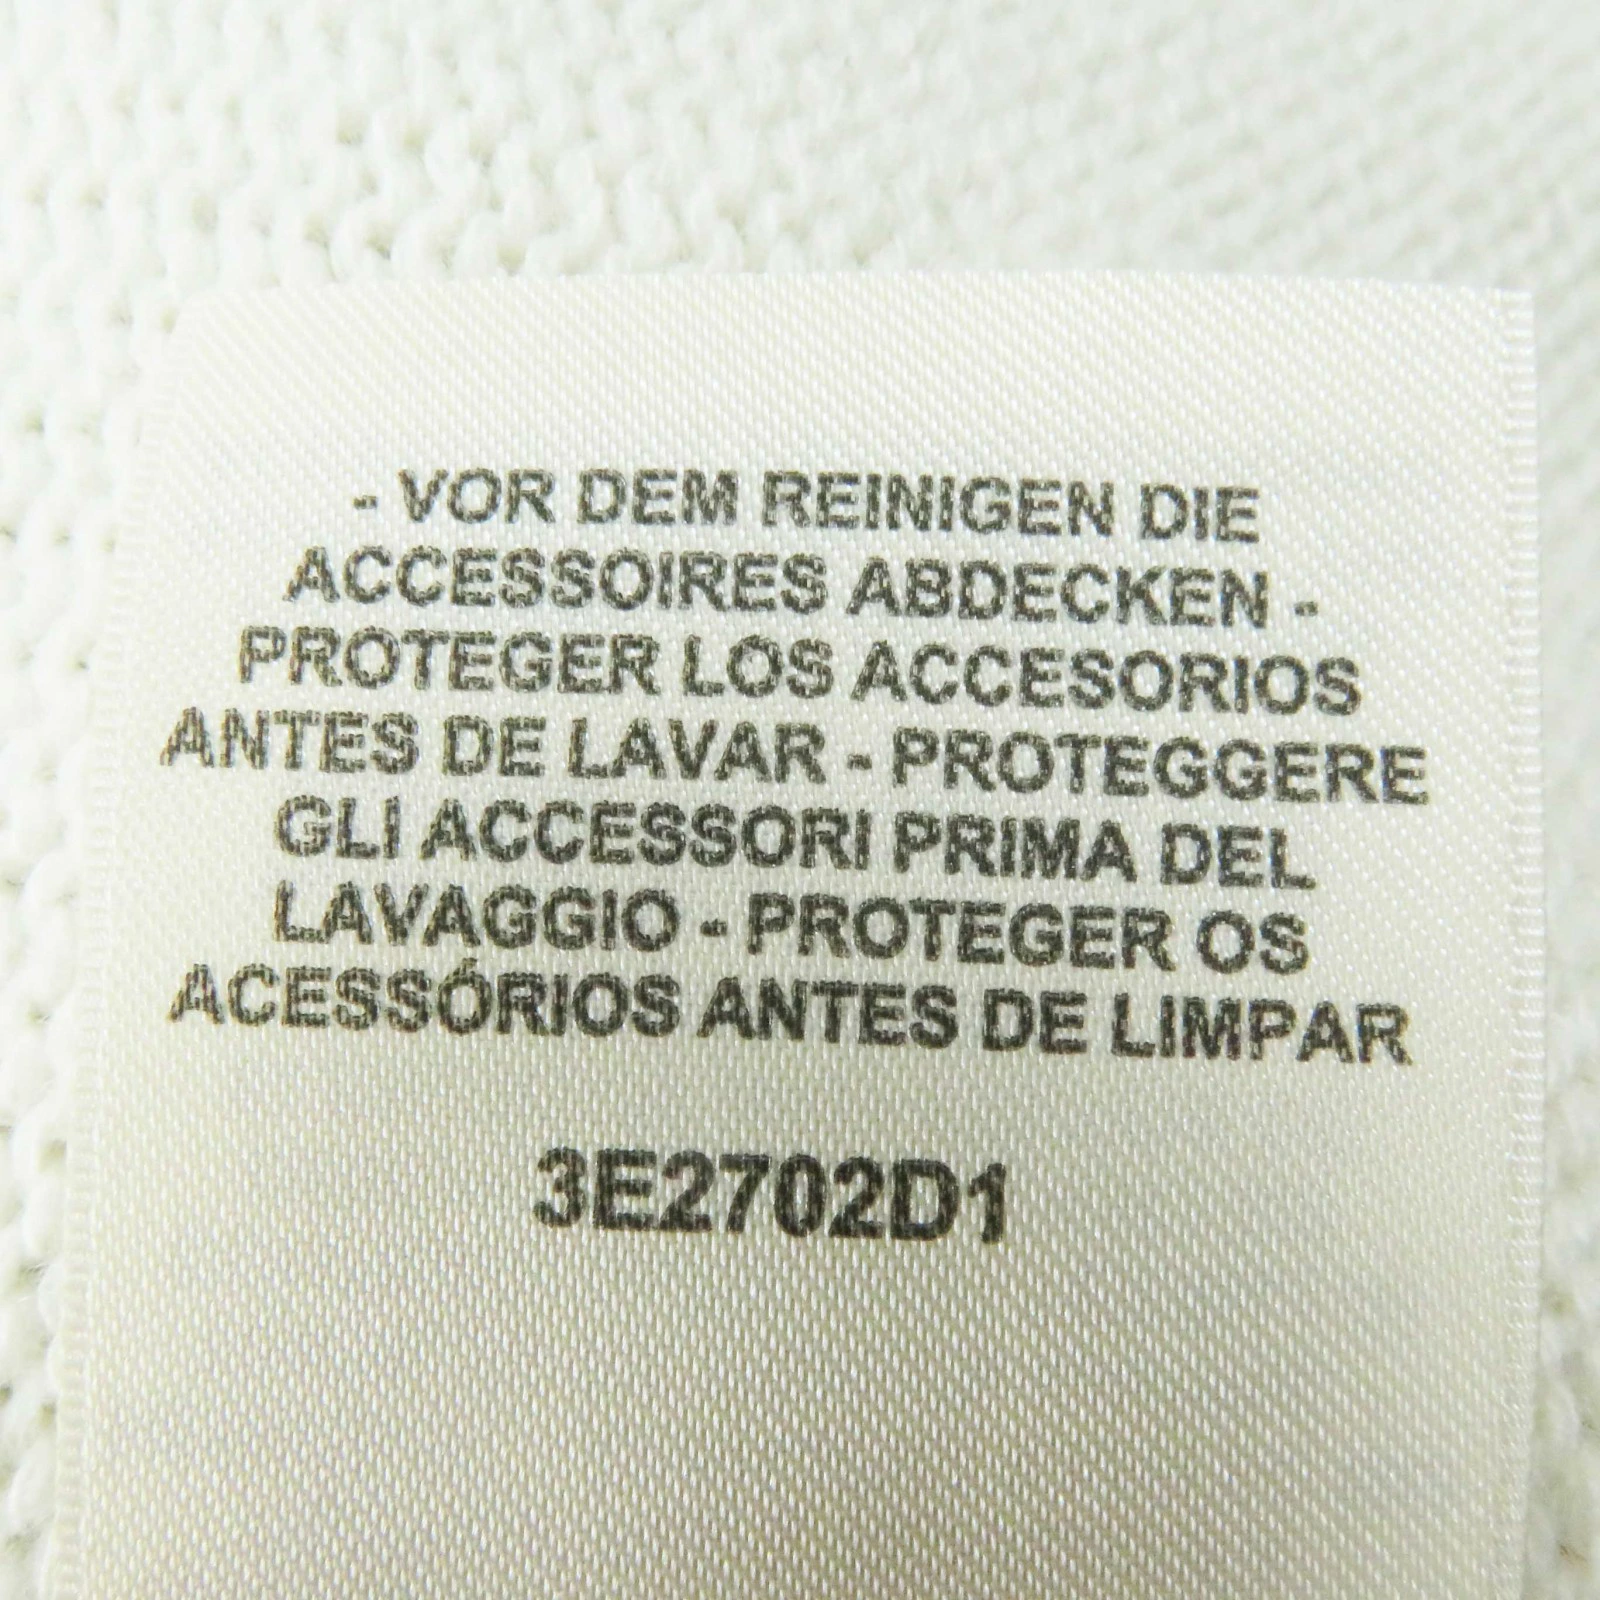 - VOR DEM REINIGEN DIE
ACCESSOIRES ABDECKEN -
PROTEGER LOS ACCESORIOS
ANTES DE LAVAR - PROTEGGERE
GLI ACCESSORI PRIMA DEL
LAVAGGIO - PROTEGER OS
ACESSÓRIOS ANTES DE LIMPAR
3E2702D1